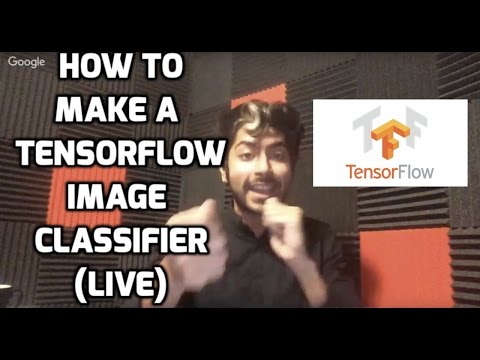 Google
HOW TO
MAKE A
TENSORFLOW
IMAGE
CLASSIFIER
(LIVE)
TensorFlow